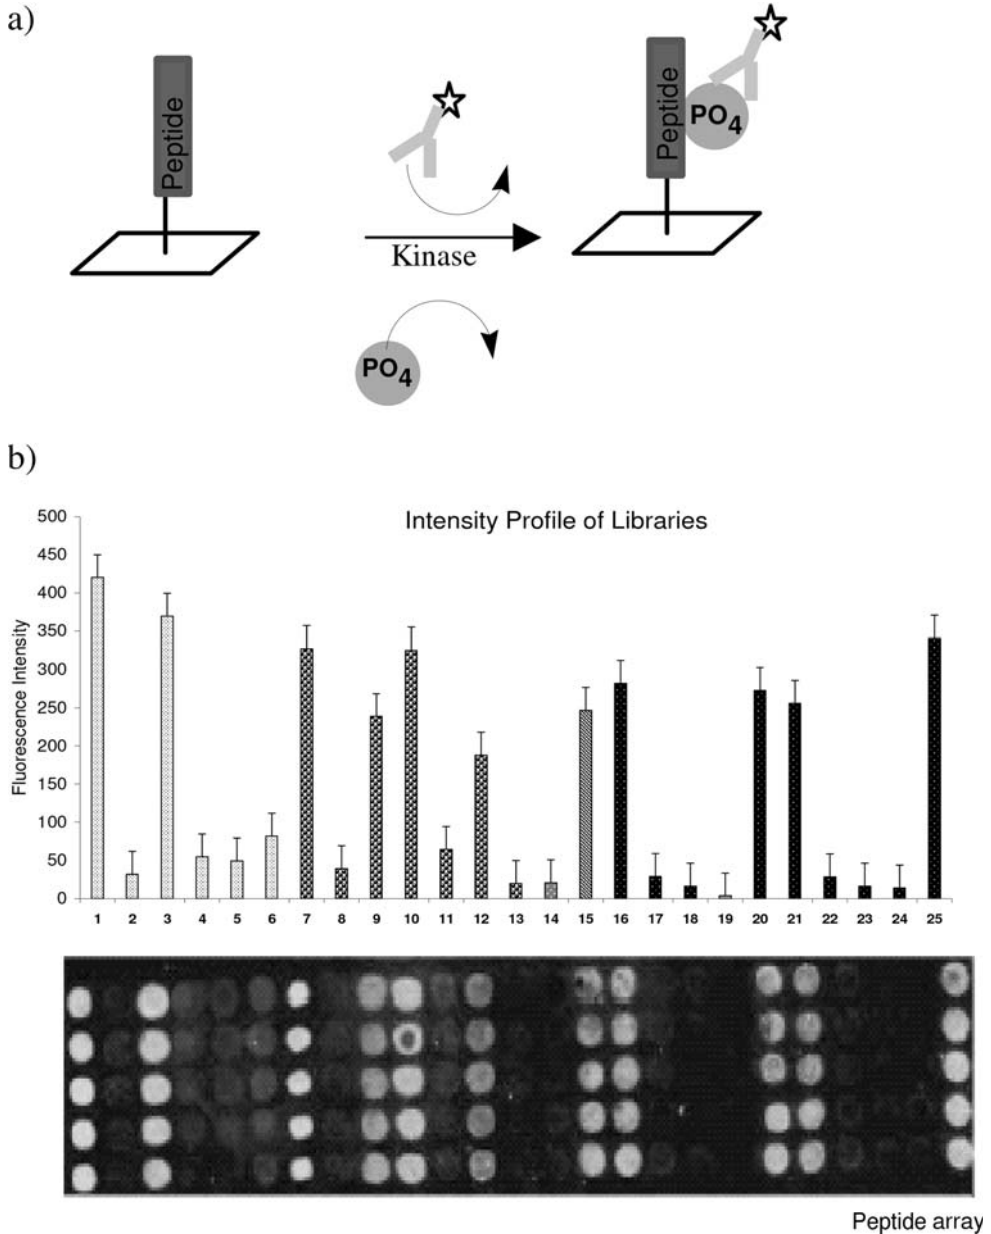 a)
Peptide
Kinase
PO4
Peptide
PO4
b)
Intensity Profile of Libraries
Fluorescence Intensity
500
450
400
350
300
250
200
150
100
50
0
1 2 3 4 5 6 7 8 9 10 11 12 13 14 15 16 17 18 19 20 21 22 23 24 25
Peptide array